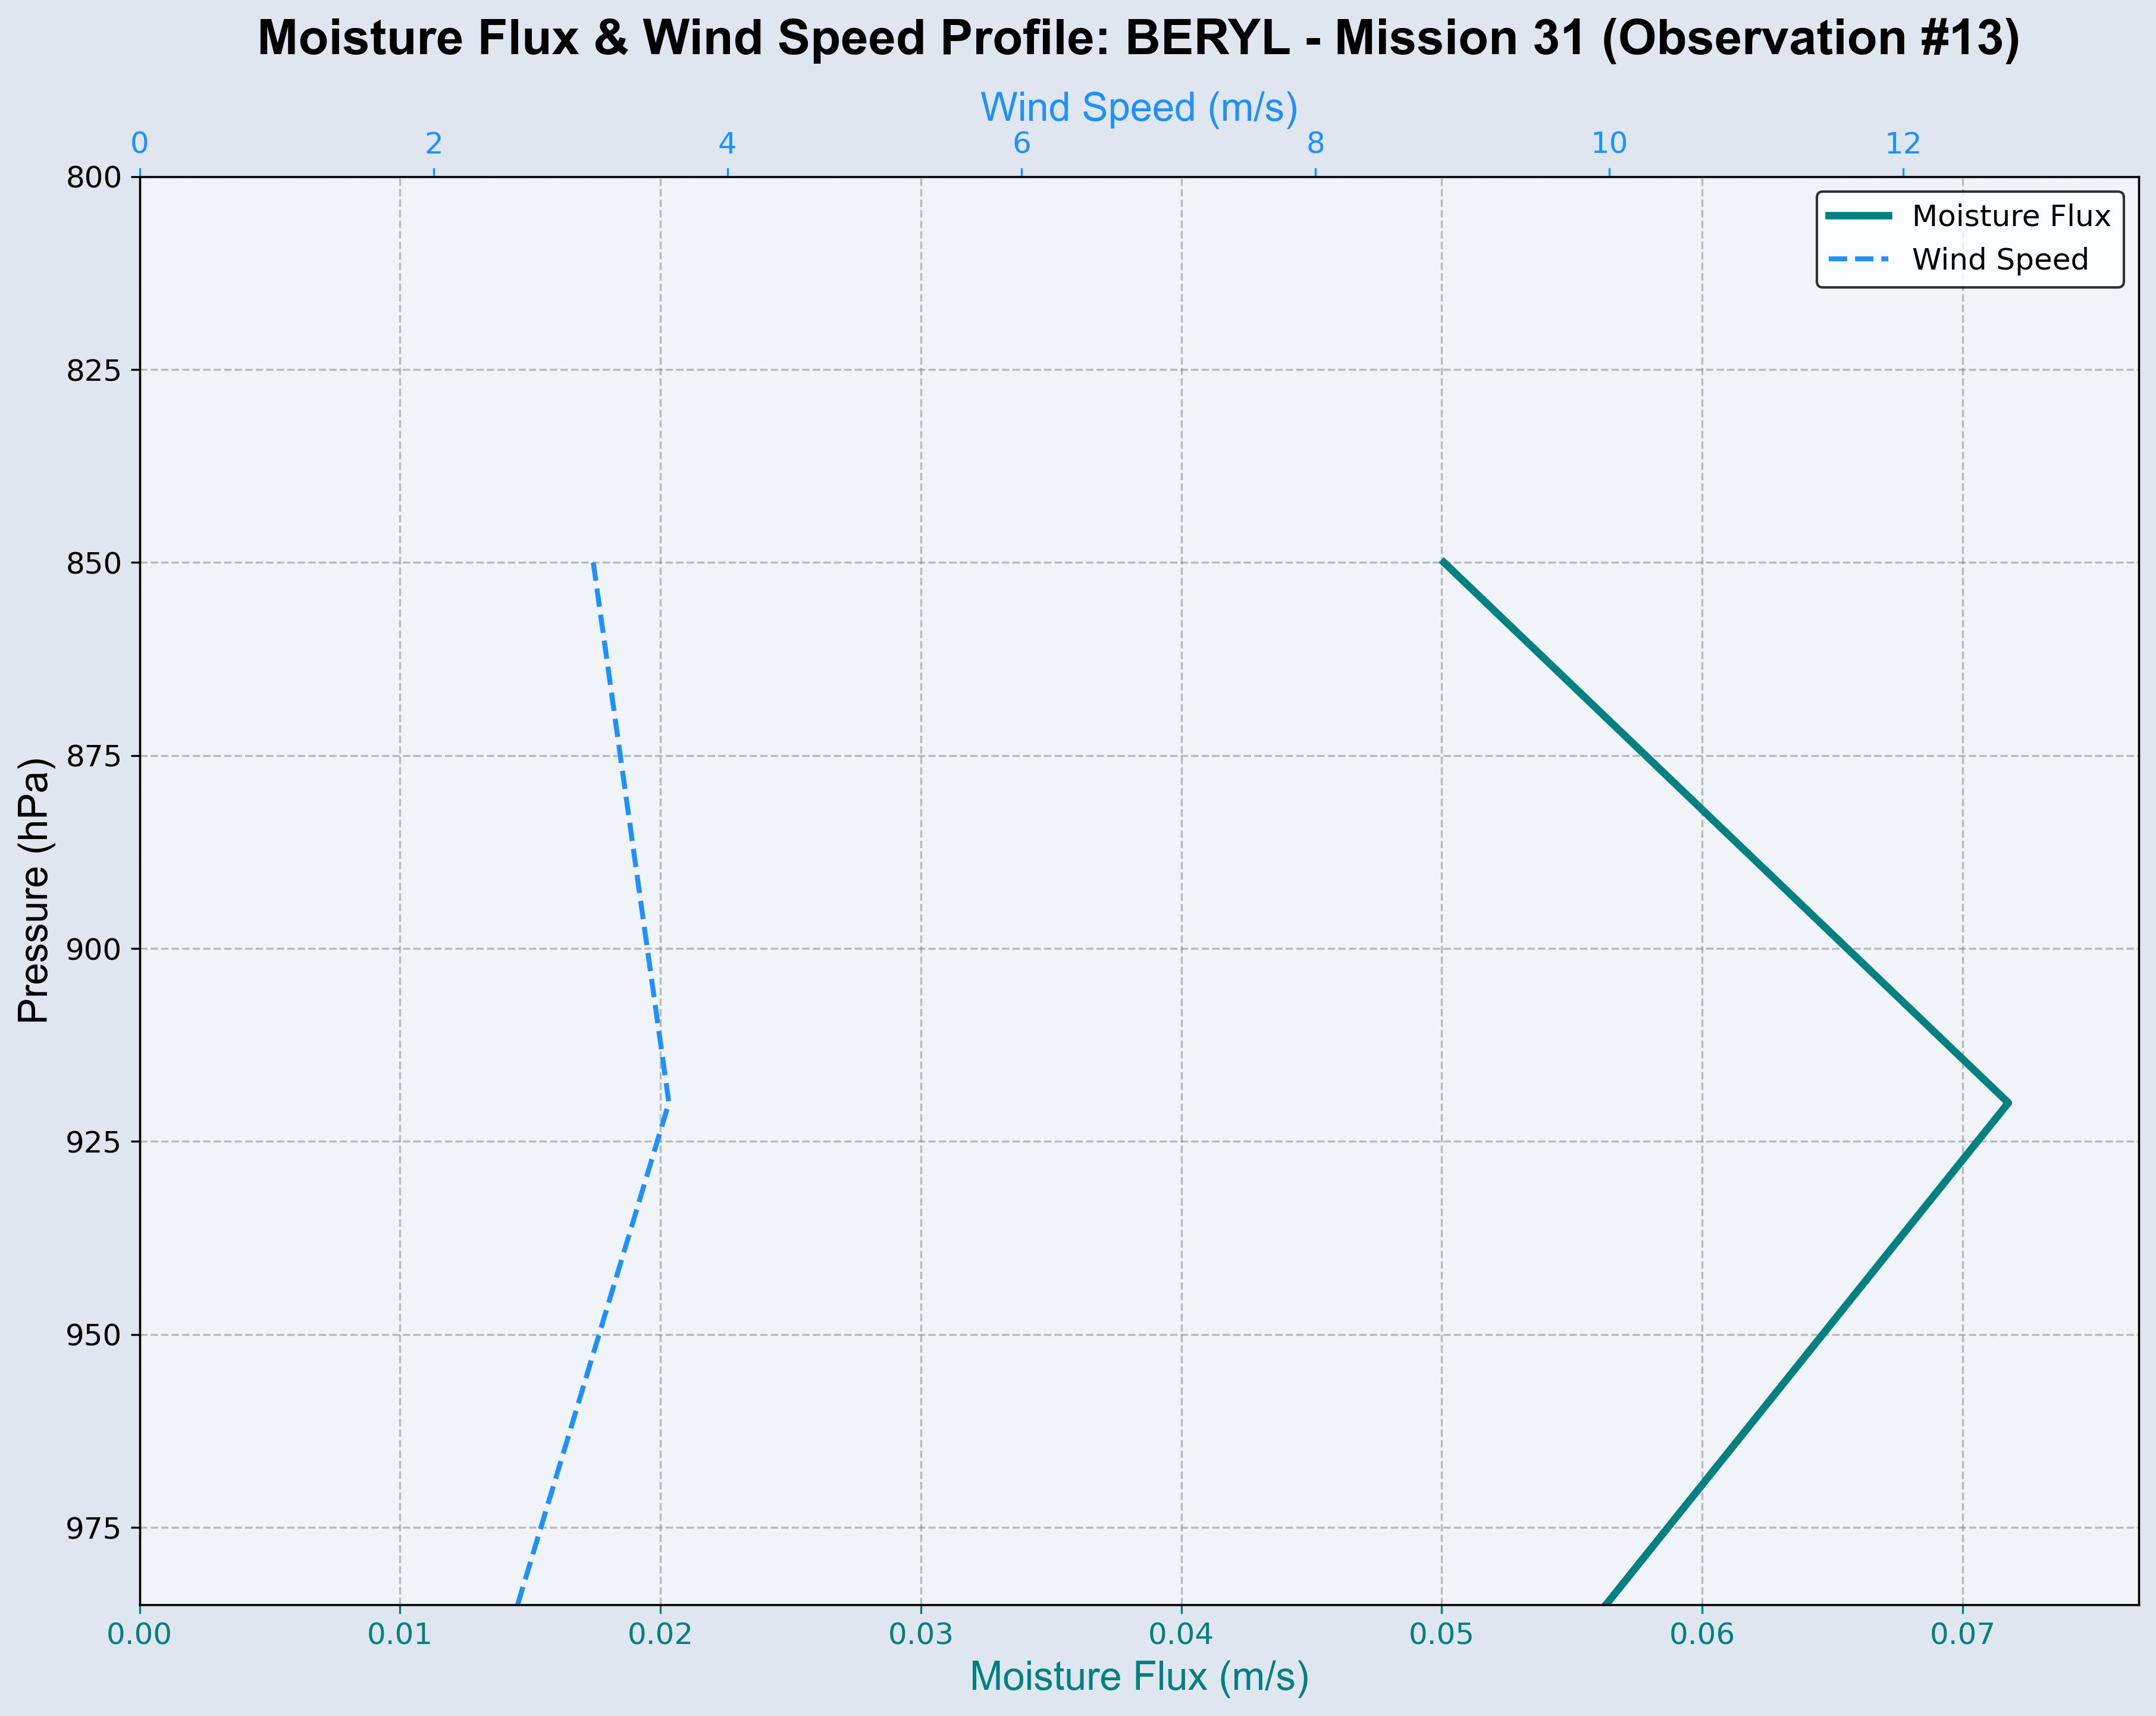 Moisture Flux & Wind Speed Profile: BERYL - Mission 31 (Observation #13)
Wind Speed (m/s)
0 2 4 6 8 10 12
Moisture Flux
Wind Speed
800
825
850
875
900
925
950
975
Pressure (hPa)
0.00 0.01 0.02 0.03 0.04 0.05 0.06 0.07
Moisture Flux (m/s)